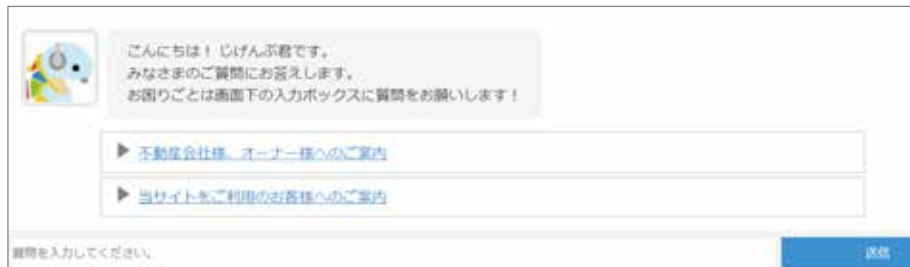 こんにちは！ じげんぶ君です。
みなさまのご質問にお答えします。
お困りごとは画面下の入力ボックスに質問をお願いします！
不動産会社様、オーナー様へのご案内
当サイトをご利用のお客様へのご案内
質問を入力してください。
送信